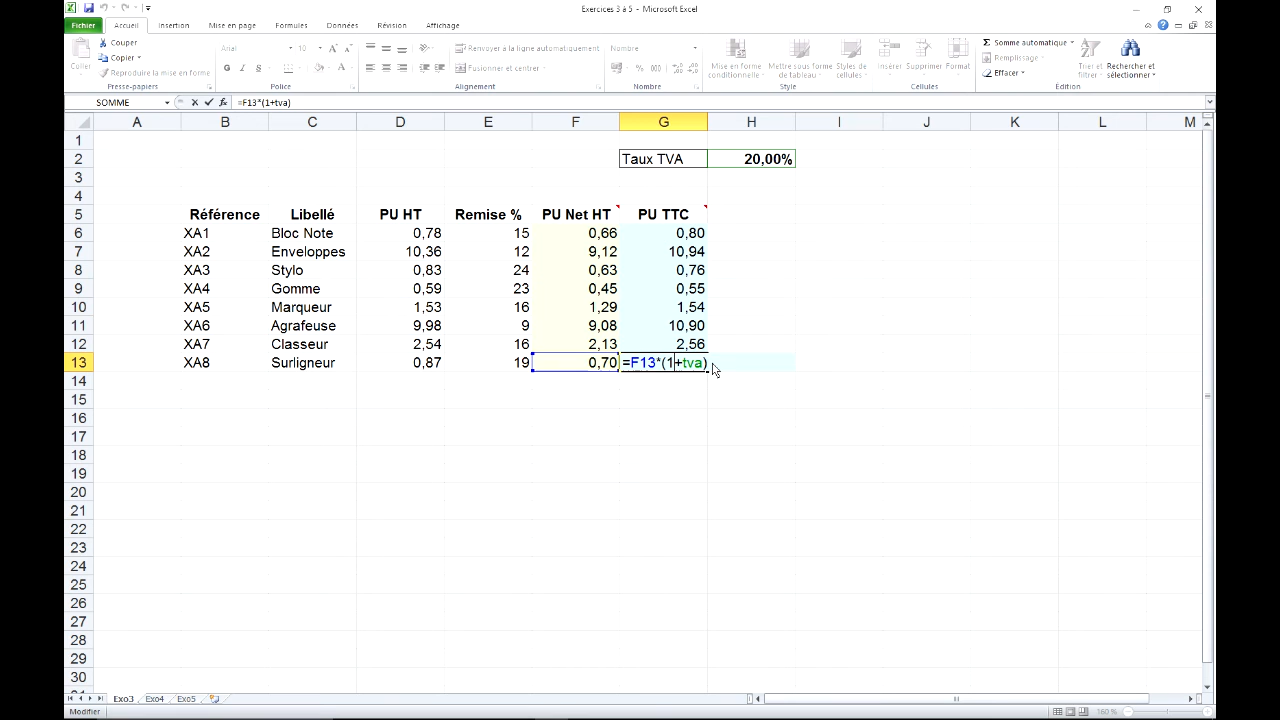 Exercices 3 à 5 - Microsoft Excel
Fichier Accueil Insertion Mise en page Formules Données Révision Affichage
Coller
Couper
Copier
Reproduire la mise en forme
Presse-papiers
Arial 10
G I S
Police
Renvoyer à la ligne automatiquement
Fusionner et centrer
Alignement
Nombre
% 000
Nombre
Mise en forme conditionnelle
Mettre sous forme de tableau
Styles de cellules
Style
Insérer Supprimer Format
Cellules
Somme automatique
Remplissage
Effacer
Trier et filtrer
Rechercher et sélectionner
Édition
SOMME fx =F13*(1+tva)
A B C D E F G H I J K L M
1
2 Taux TVA 20,00%
3
4
5 Référence Libellé PU HT Remise % PU Net HT PU TTC
6 XA1 Bloc Note 0,78 15 0,66 0,80
7 XA2 Enveloppes 10,36 12 9,12 10,94
8 XA3 Stylo 0,83 24 0,63 0,76
9 XA4 Gomme 0,59 23 0,45 0,55
10 XA5 Marqueur 1,53 16 1,29 1,54
11 XA6 Agrafeuse 9,98 9 9,08 10,90
12 XA7 Classeur 2,54 16 2,13 2,56
13 XA8 Surligneur 0,87 19 0,70 =F13*(1+tva)
14
15
16
17
18
19
20
21
22
23
24
25
26
27
28
29
30
Exo3 Exo4 Exo5
Modifier 160 %